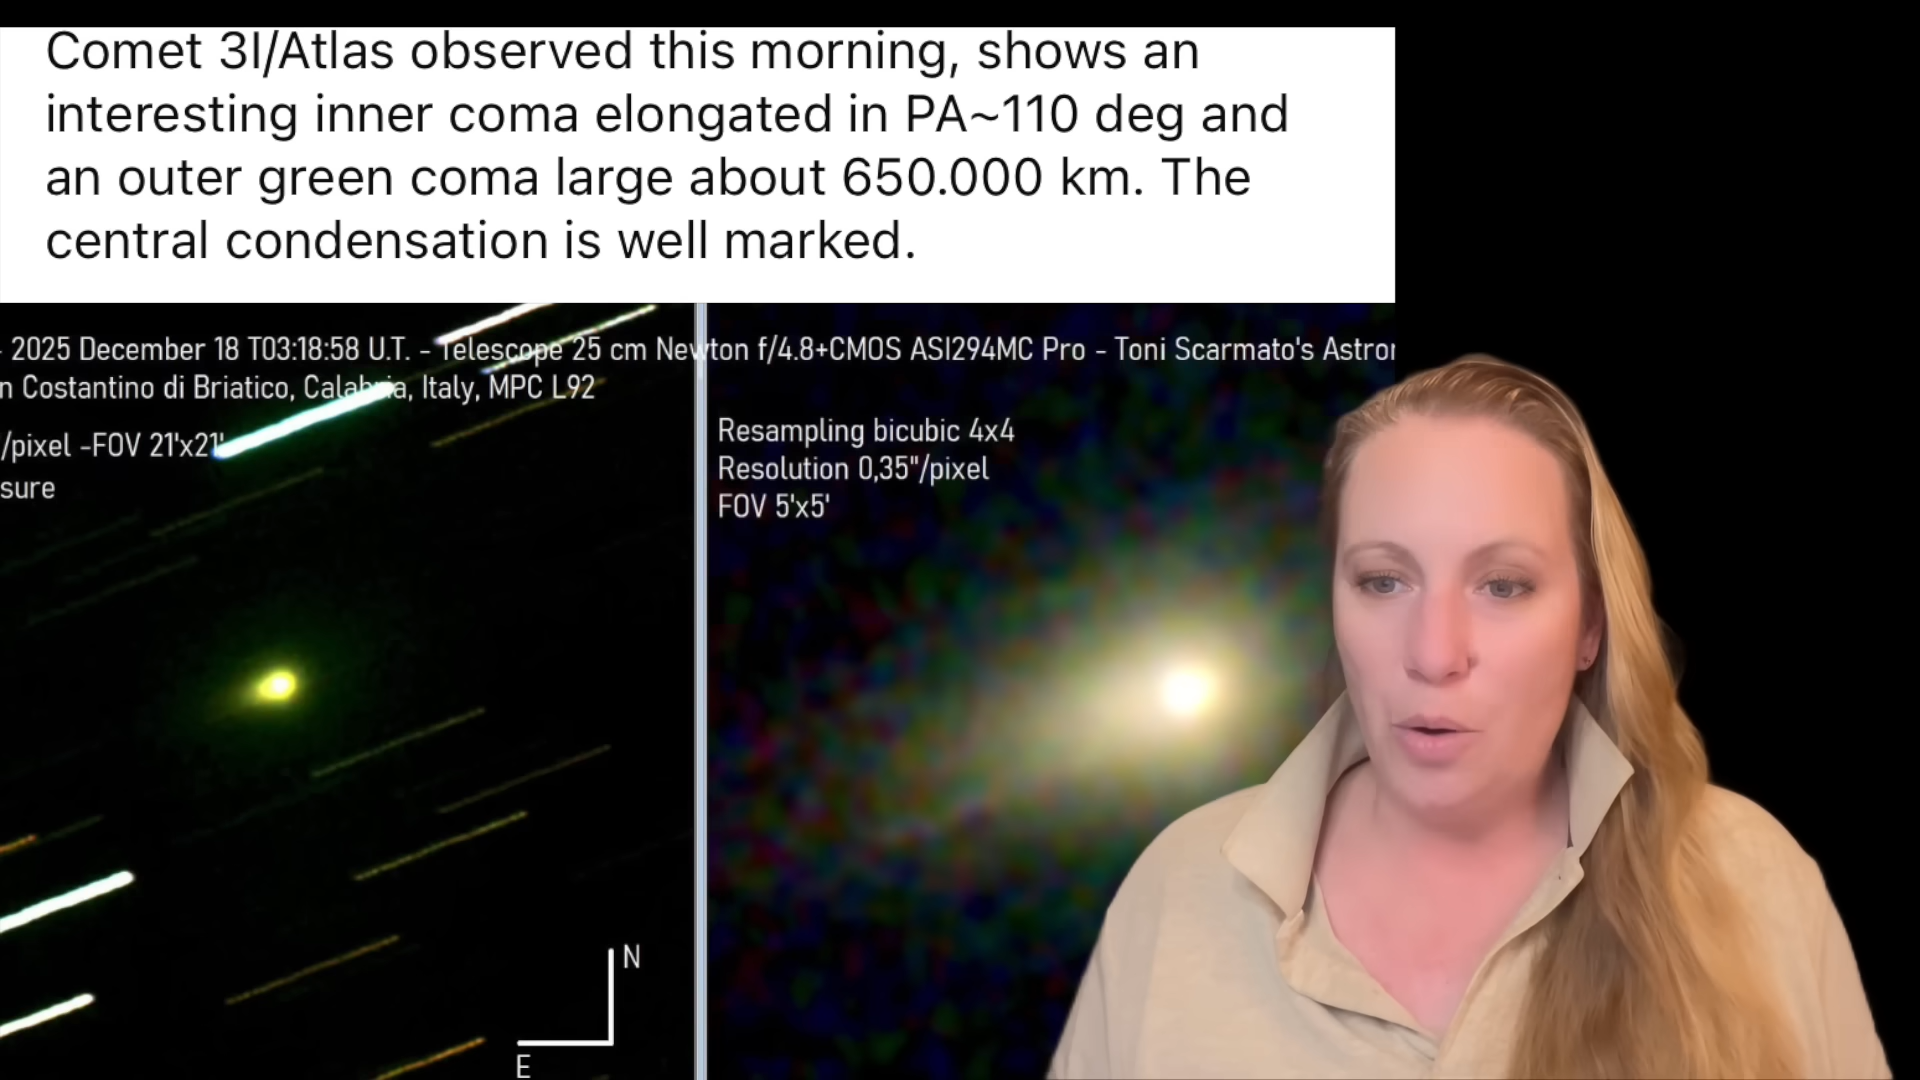 Comet 3I/Atlas observed this morning, shows an
interesting inner coma elongated in PA~110 deg and
an outer green coma large about 650.000 km. The
central condensation is well marked.
- 2025 December 18 T03:18:58 U.T. - Telescope 25 cm Newton f/4.8+CMOS ASI294MC Pro - Toni Scarmato's Astror
n Costantino di Briatico, Calabria, Italy, MPC L92
/pixel -FOV 21'x21'
sure
Resampling bicubic 4x4
Resolution 0,35"/pixel
FOV 5'x5'
N
E